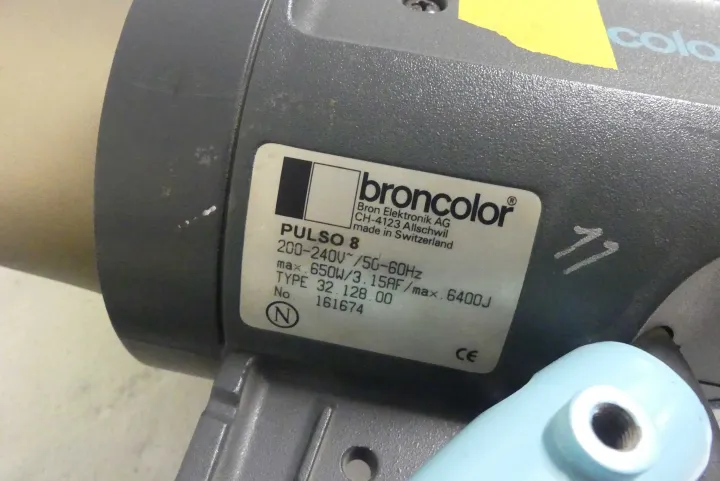 colo
broncolor®
Bron Elektronik AG
CH-4123 Allschwil
made in Switzerland
PULSO 8
200-240V~/50-60Hz
max.650W/3.15AF/max.6400J
TYPE 32.128.00
No 161674
N
CE
11